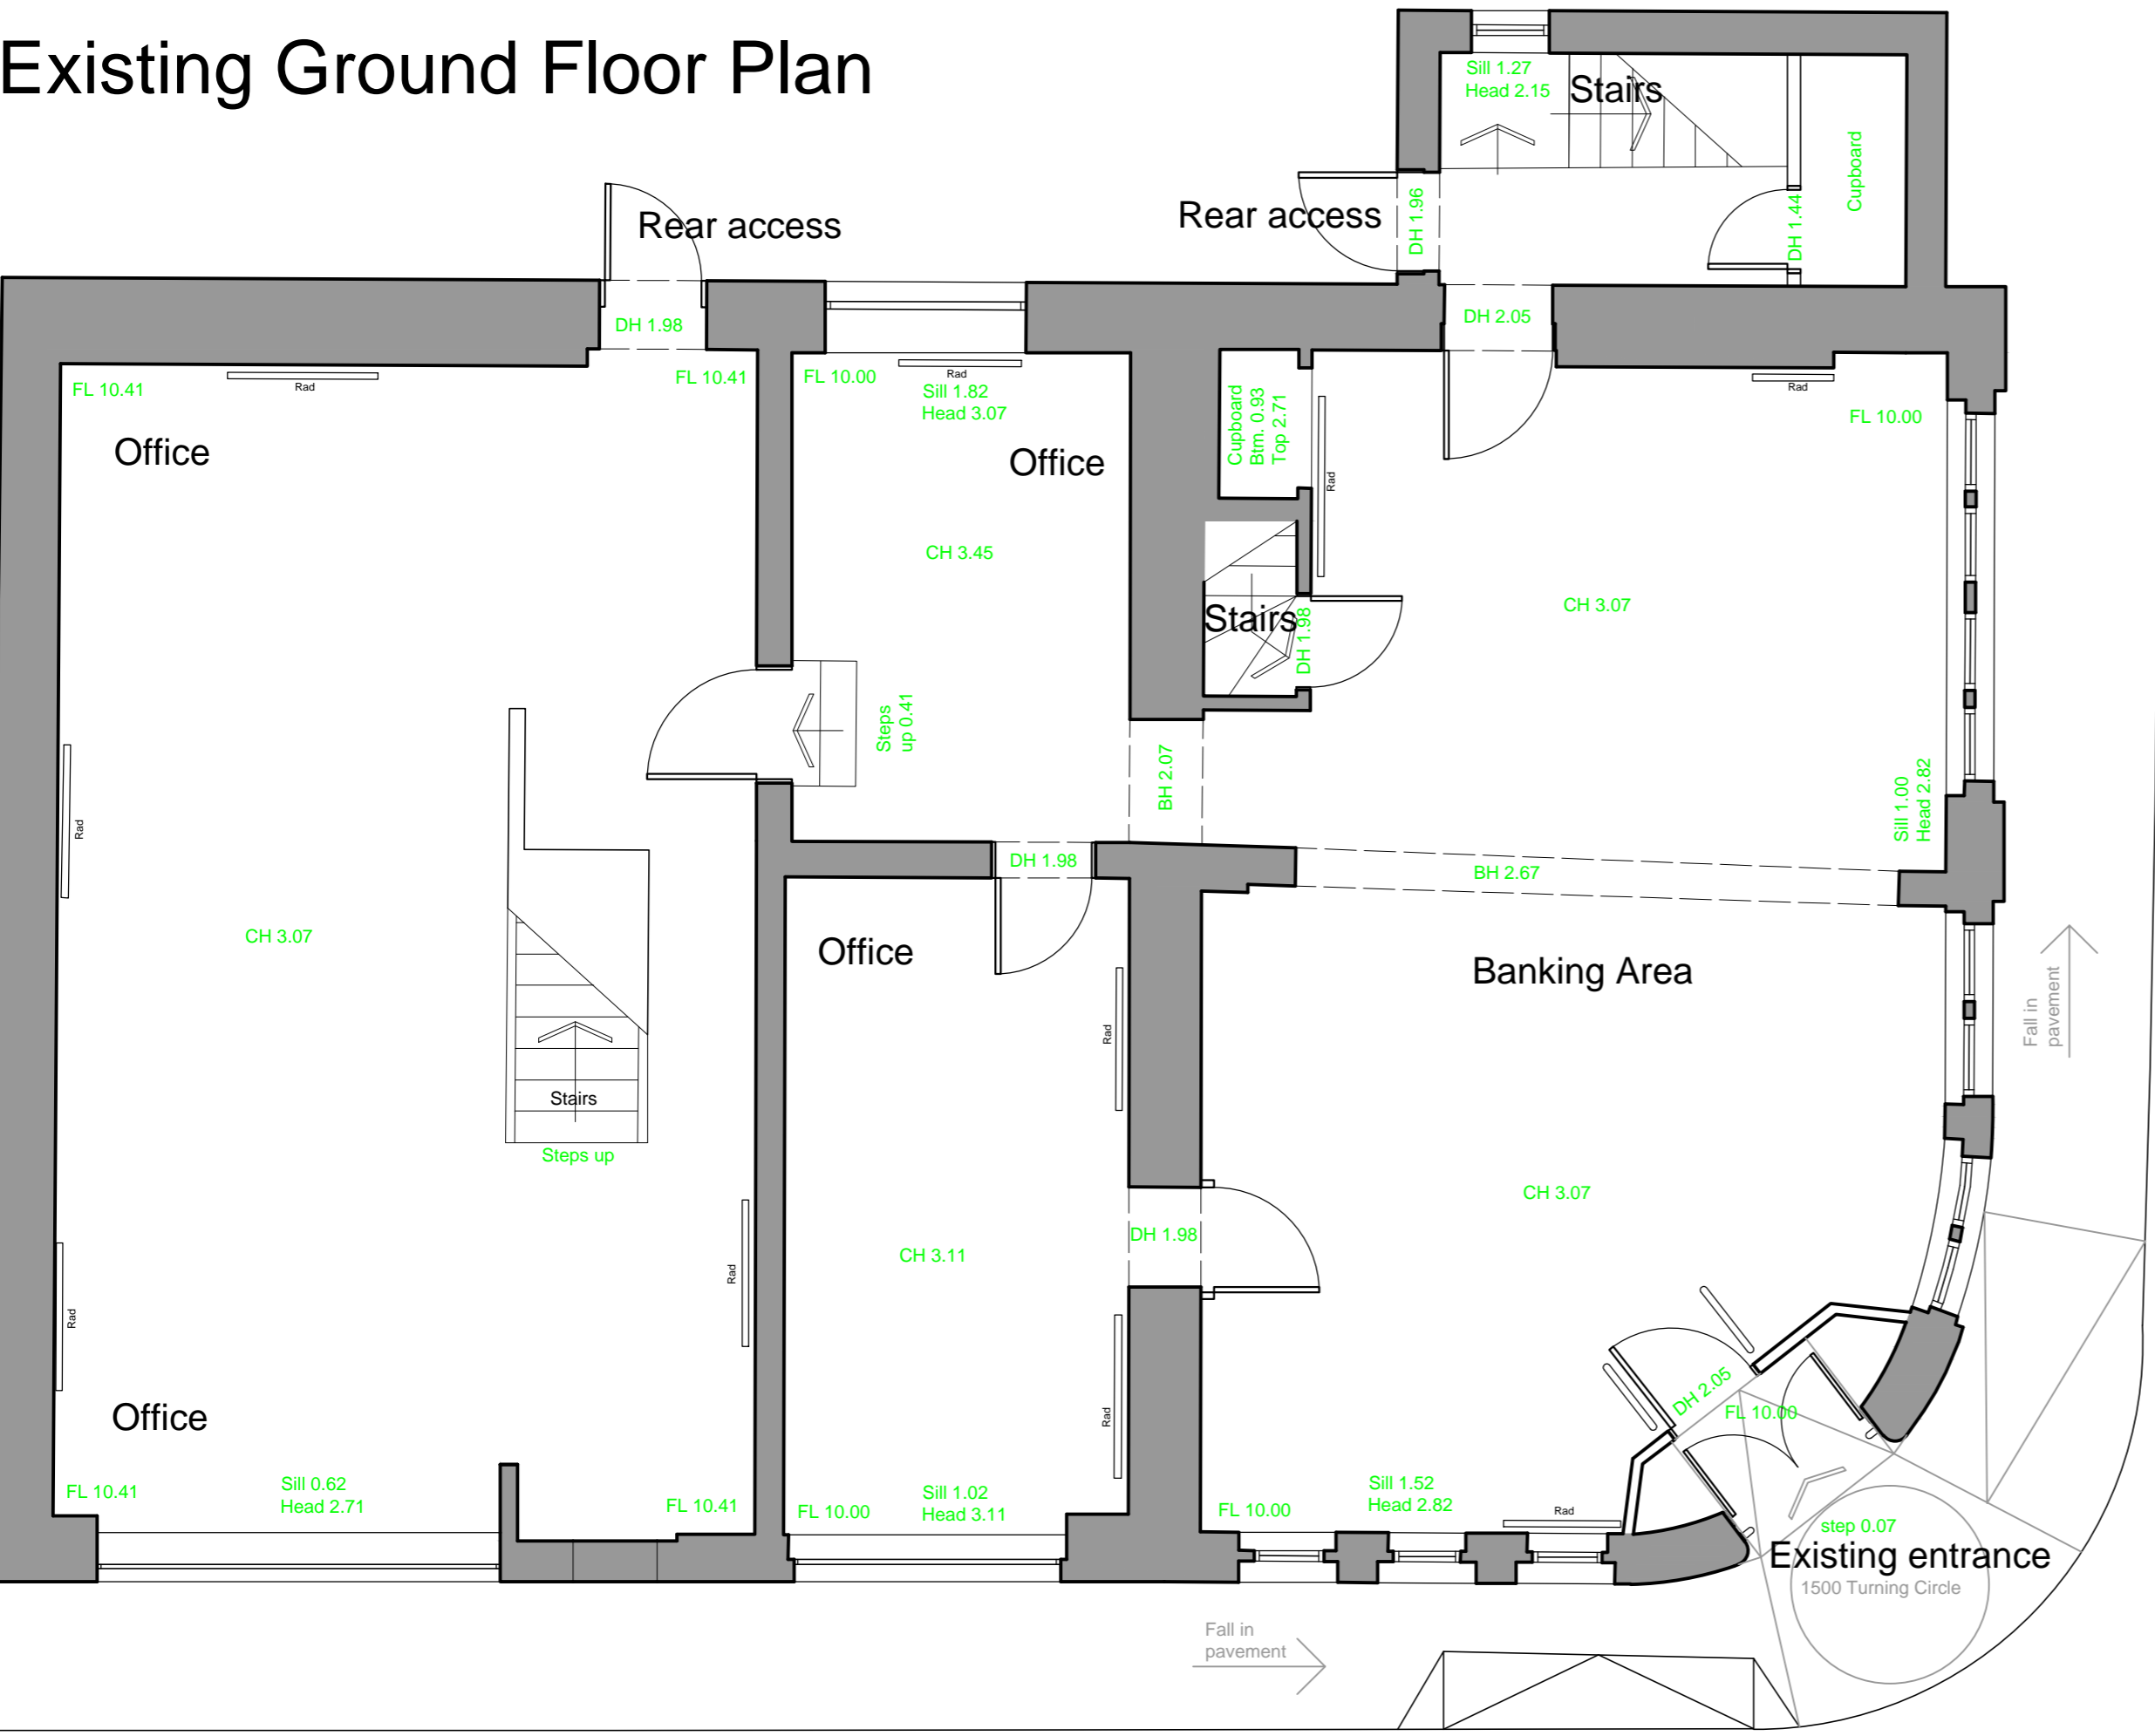 Existing Ground Floor Plan
Sill 1.27
Head 2.15
Stairs
Cupboard
Rear access
Rear access
DH 1.96
DH 1.44
DH 1.98
DH 2.05
FL 10.41
Rad
FL 10.41
FL 10.00
Rad
Sill 1.82
Head 3.07
Cupboard
Btm. 0.93
Top 2.71
Rad
Rad
FL 10.00
Office
Office
CH 3.45
CH 3.07
Stairs
DH 1.98
Steps
up 0.41
BH 2.07
Sill 1.00
Head 2.82
Rad
DH 1.98
BH 2.67
CH 3.07
Office
Banking Area
Rad
Fall in
pavement
Stairs
Steps up
CH 3.07
DH 1.98
CH 3.11
Rad
Rad
Office
Rad
DH 2.05
FL 10.00
FL 10.41
Sill 0.62
Head 2.71
FL 10.41
FL 10.00
Sill 1.02
Head 3.11
FL 10.00
Sill 1.52
Head 2.82
Rad
step 0.07
Existing entrance
1500 Turning Circle
Fall in
pavement